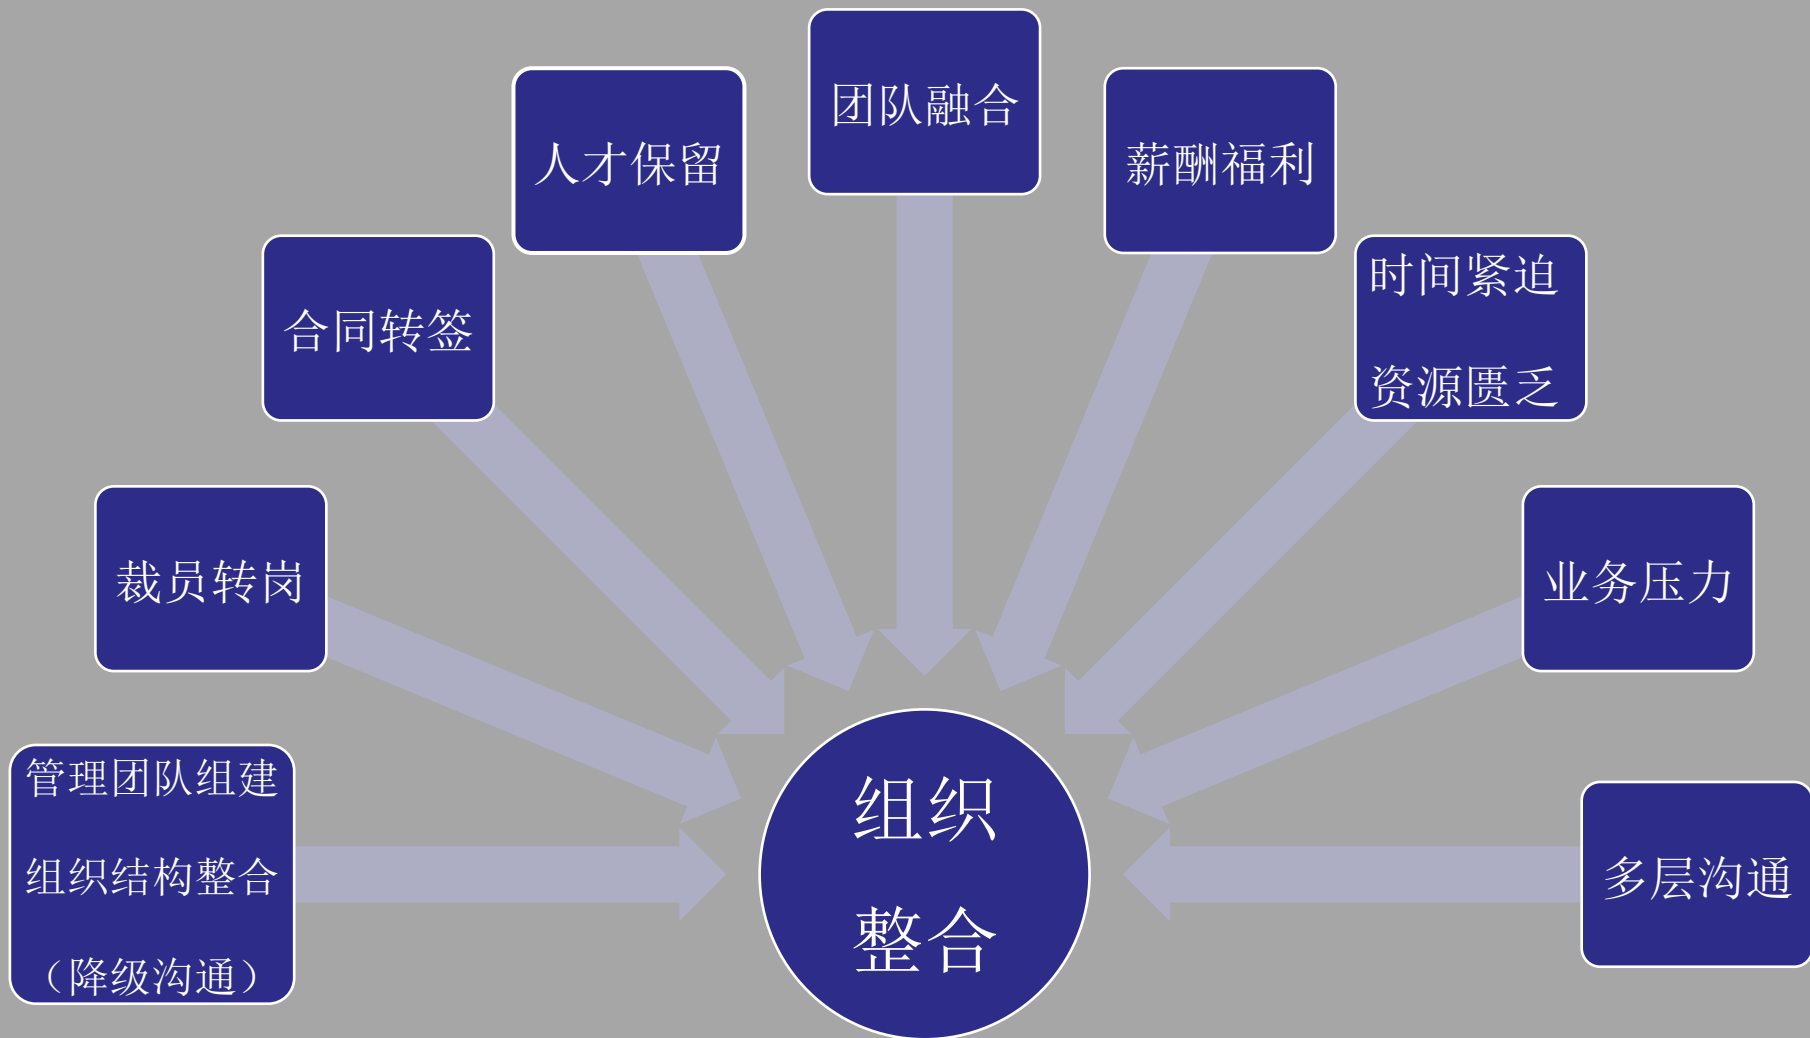 团队融合
人才保留
薪酬福利
合同转签
时间紧迫
资源匮乏
裁员转岗
业务压力
管理团队组建
组织结构整合
（降级沟通）
多层沟通
组织
整合